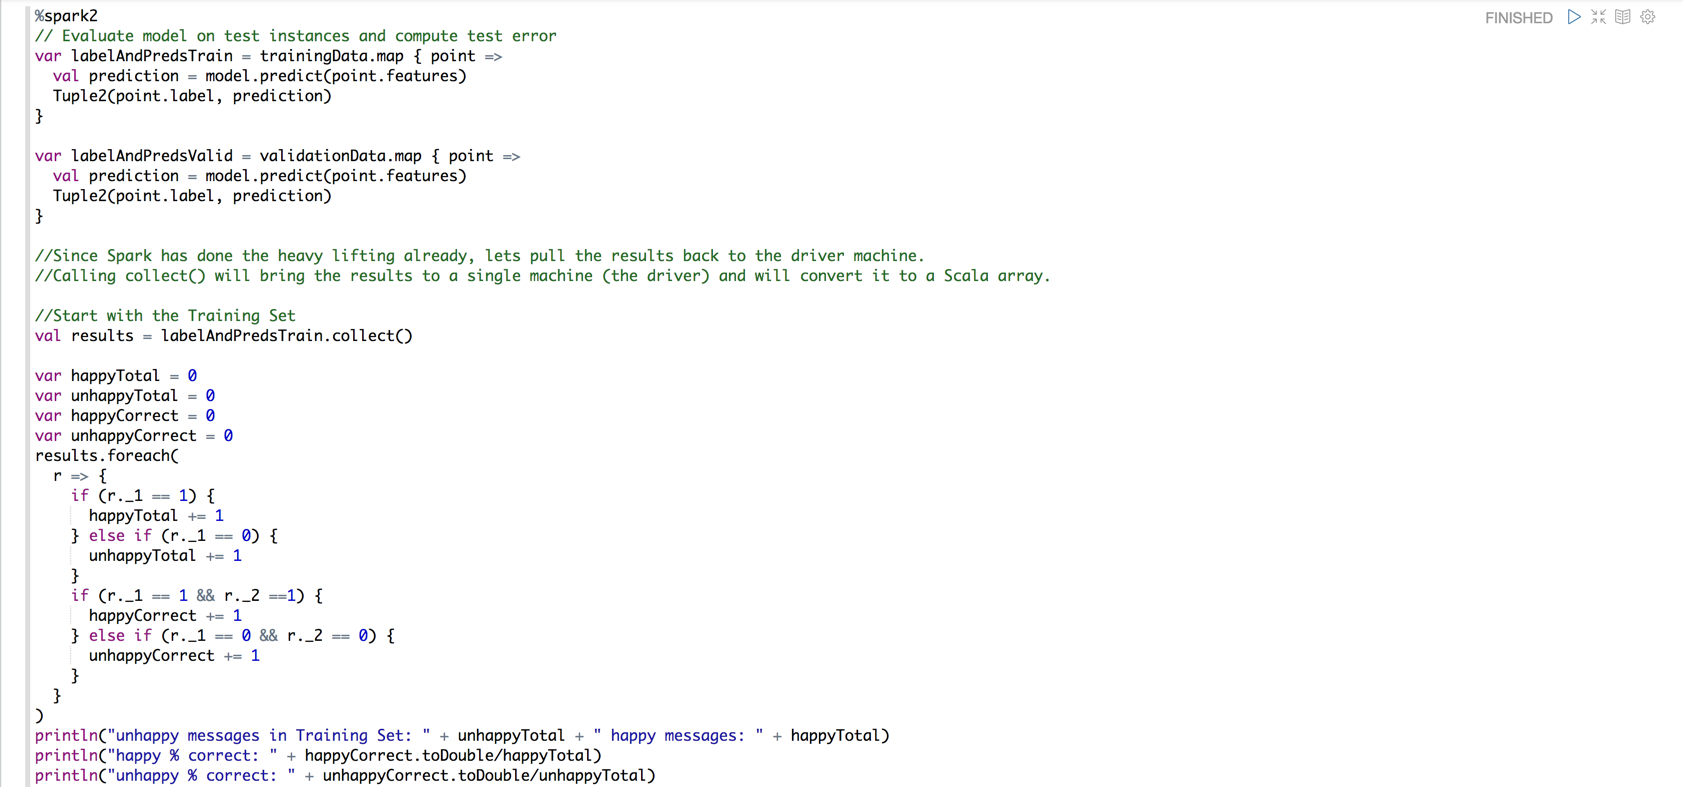 %spark2
FINISHED
// Evaluate model on test instances and compute test error
var labelAndPredsTrain = trainingData.map { point =>
  val prediction = model.predict(point.features)
  Tuple2(point.label, prediction)
}

var labelAndPredsValid = validationData.map { point =>
  val prediction = model.predict(point.features)
  Tuple2(point.label, prediction)
}

//Since Spark has done the heavy lifting already, lets pull the results back to the driver machine.
//Calling collect() will bring the results to a single machine (the driver) and will convert it to a Scala array.

//Start with the Training Set
val results = labelAndPredsTrain.collect()

var happyTotal = 0
var unhappyTotal = 0
var happyCorrect = 0
var unhappyCorrect = 0
results.foreach(
  r => {
    if (r._1 == 1) {
      happyTotal += 1
    } else if (r._1 == 0) {
      unhappyTotal += 1
    }
    if (r._1 == 1 && r._2 ==1) {
      happyCorrect += 1
    } else if (r._1 == 0 && r._2 == 0) {
      unhappyCorrect += 1
    }
  }
)
println("unhappy messages in Training Set: " + unhappyTotal + " happy messages: " + happyTotal)
println("happy % correct: " + happyCorrect.toDouble/happyTotal)
println("unhappy % correct: " + unhappyCorrect.toDouble/unhappyTotal)